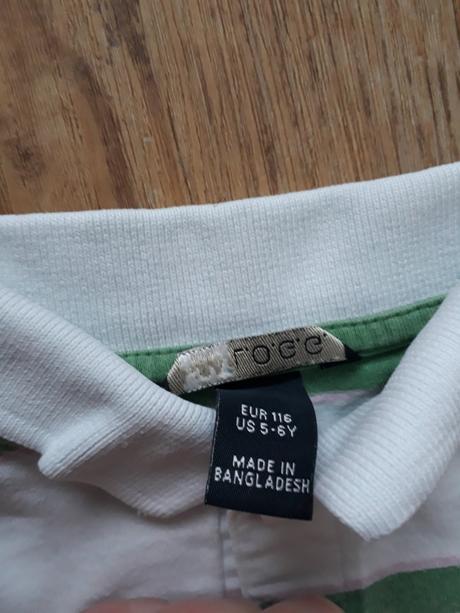 L.O.G.G.
EUR 116
US 5-6Y
MADE IN
BANGLADESH